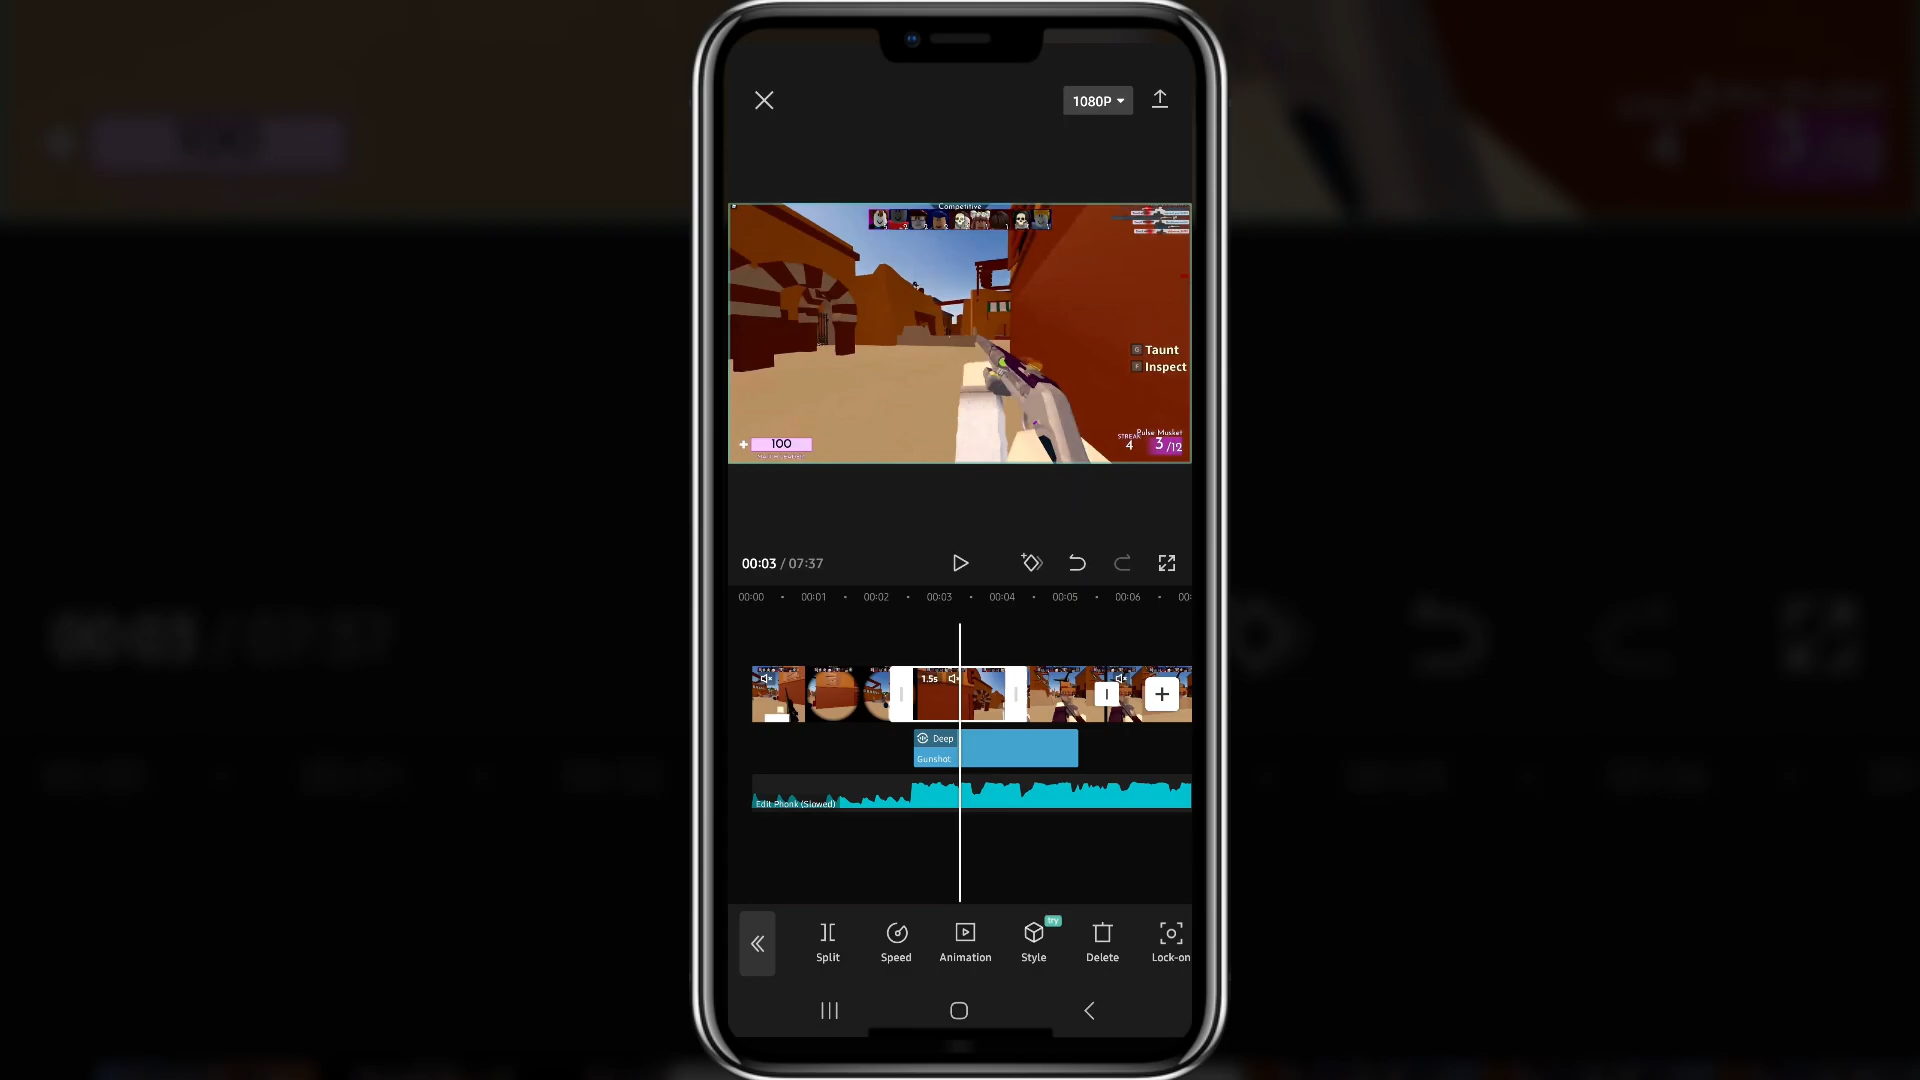 1080P
Competitive
G Taunt
F Inspect
100
STREAK
4
Pulse Musket
3 /12
00:03 / 07:37
00:00 00:01 00:02 00:03 00:04 00:05 00:06 00:
1.5s
Deep
Gunshot
Edit Phonk (Slowed)
try
Split Speed Animation Style Delete Lock-on